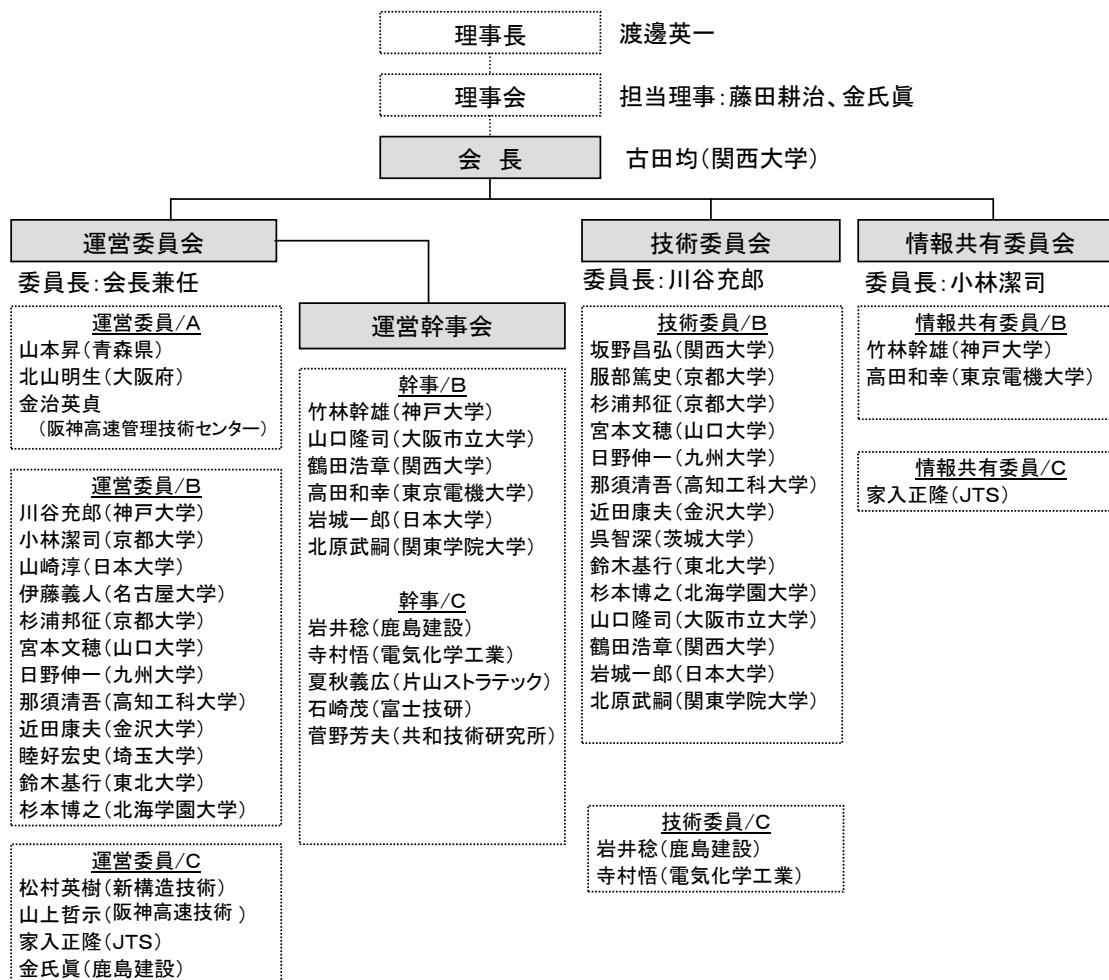 理事長 渡邊英一
理事会 担当理事：藤田耕治、金氏眞
会 長 古田均（関西大学）
運営委員会
委員長：会長兼任
運営委員/A
山本昇（青森県）
北山明生（大阪府）
金治英貞
（阪神高速管理技術センター）
運営委員/B
川谷充郎（神戸大学）
小林潔司（京都大学）
山崎淳（日本大学）
伊藤義人（名古屋大学）
杉浦邦征（京都大学）
宮本文穂（山口大学）
日野伸一（九州大学）
那須清吾（高知工科大学）
近田康夫（金沢大学）
睦好宏史（埼玉大学）
鈴木基行（東北大学）
杉本博之（北海学園大学）
運営委員/C
松村英樹（新構造技術）
山上哲示（阪神高速技術）
家入正隆（JTS）
金氏眞（鹿島建設）
運営幹事会
幹事/B
竹林幹雄（神戸大学）
山口隆司（大阪市立大学）
鶴田浩章（関西大学）
高田和幸（東京電機大学）
岩城一郎（日本大学）
北原武嗣（関東学院大学）
幹事/C
岩井稔（鹿島建設）
寺村悟（電気化学工業）
夏秋義広（片山ストラテック）
石崎茂（富士技研）
菅野芳夫（共和技術研究所）
技術委員会
委員長：川谷充郎
技術委員/B
坂野昌弘（関西大学）
服部篤史（京都大学）
杉浦邦征（京都大学）
宮本文穂（山口大学）
日野伸一（九州大学）
那須清吾（高知工科大学）
近田康夫（金沢大学）
呉智深（茨城大学）
鈴木基行（東北大学）
杉本博之（北海学園大学）
山口隆司（大阪市立大学）
鶴田浩章（関西大学）
岩城一郎（日本大学）
北原武嗣（関東学院大学）
技術委員/C
岩井稔（鹿島建設）
寺村悟（電気化学工業）
情報共有委員会
委員長：小林潔司
情報共有委員/B
竹林幹雄（神戸大学）
高田和幸（東京電機大学）
情報共有委員/C
家入正隆（JTS）